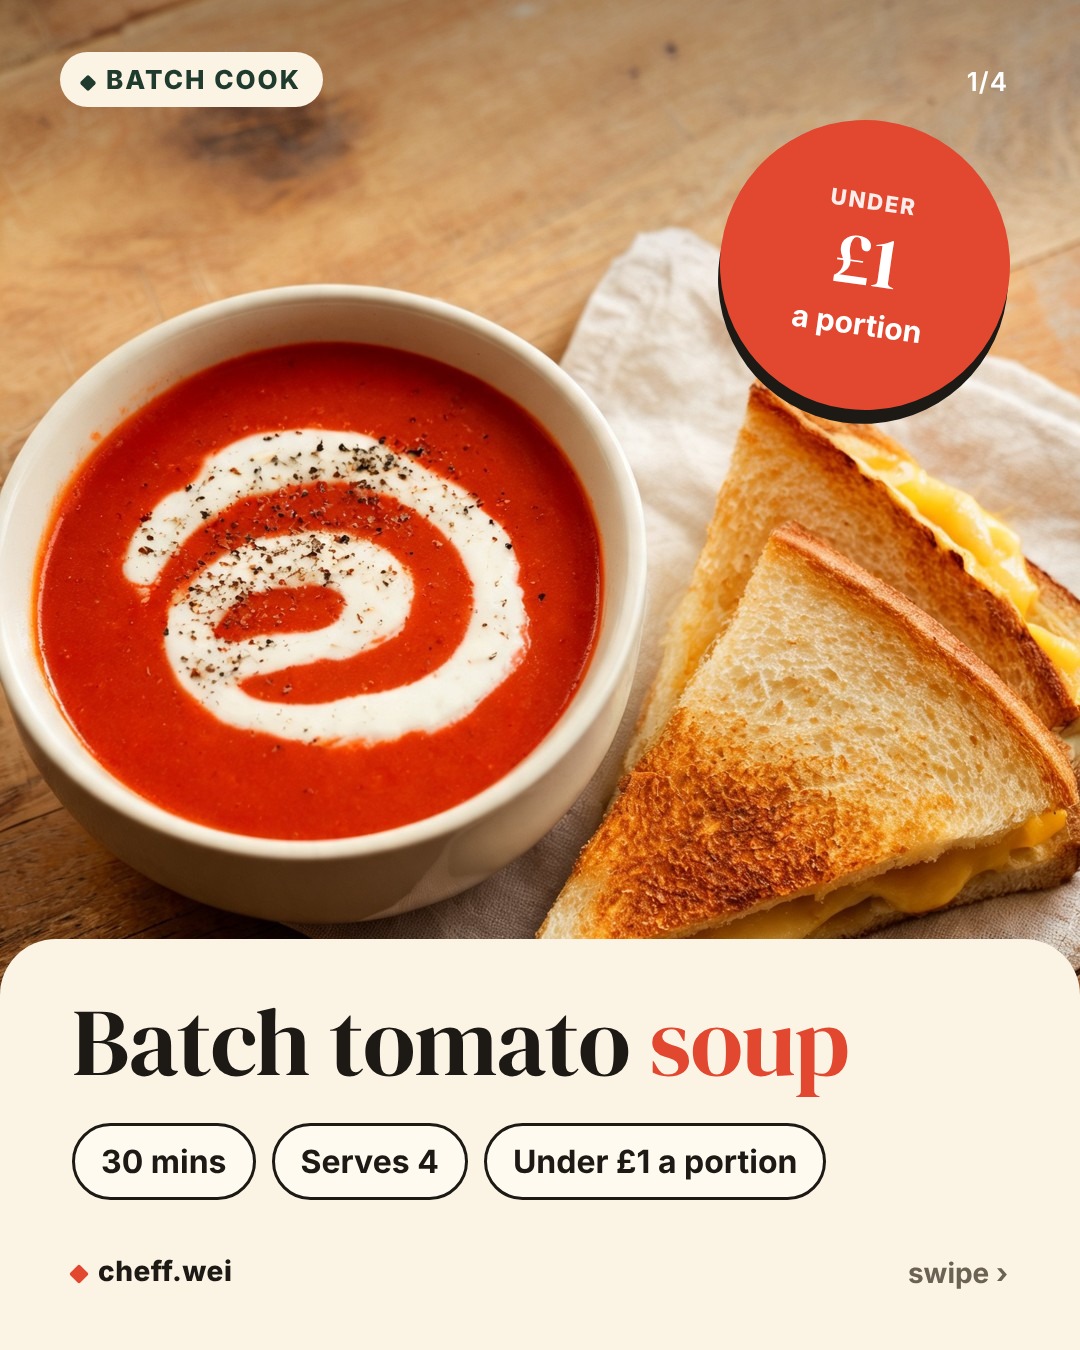 BATCH COOK
1/4
UNDER
£1
a portion
Batch tomato soup
30 mins
Serves 4
Under £1 a portion
cheff.wei
swipe ›